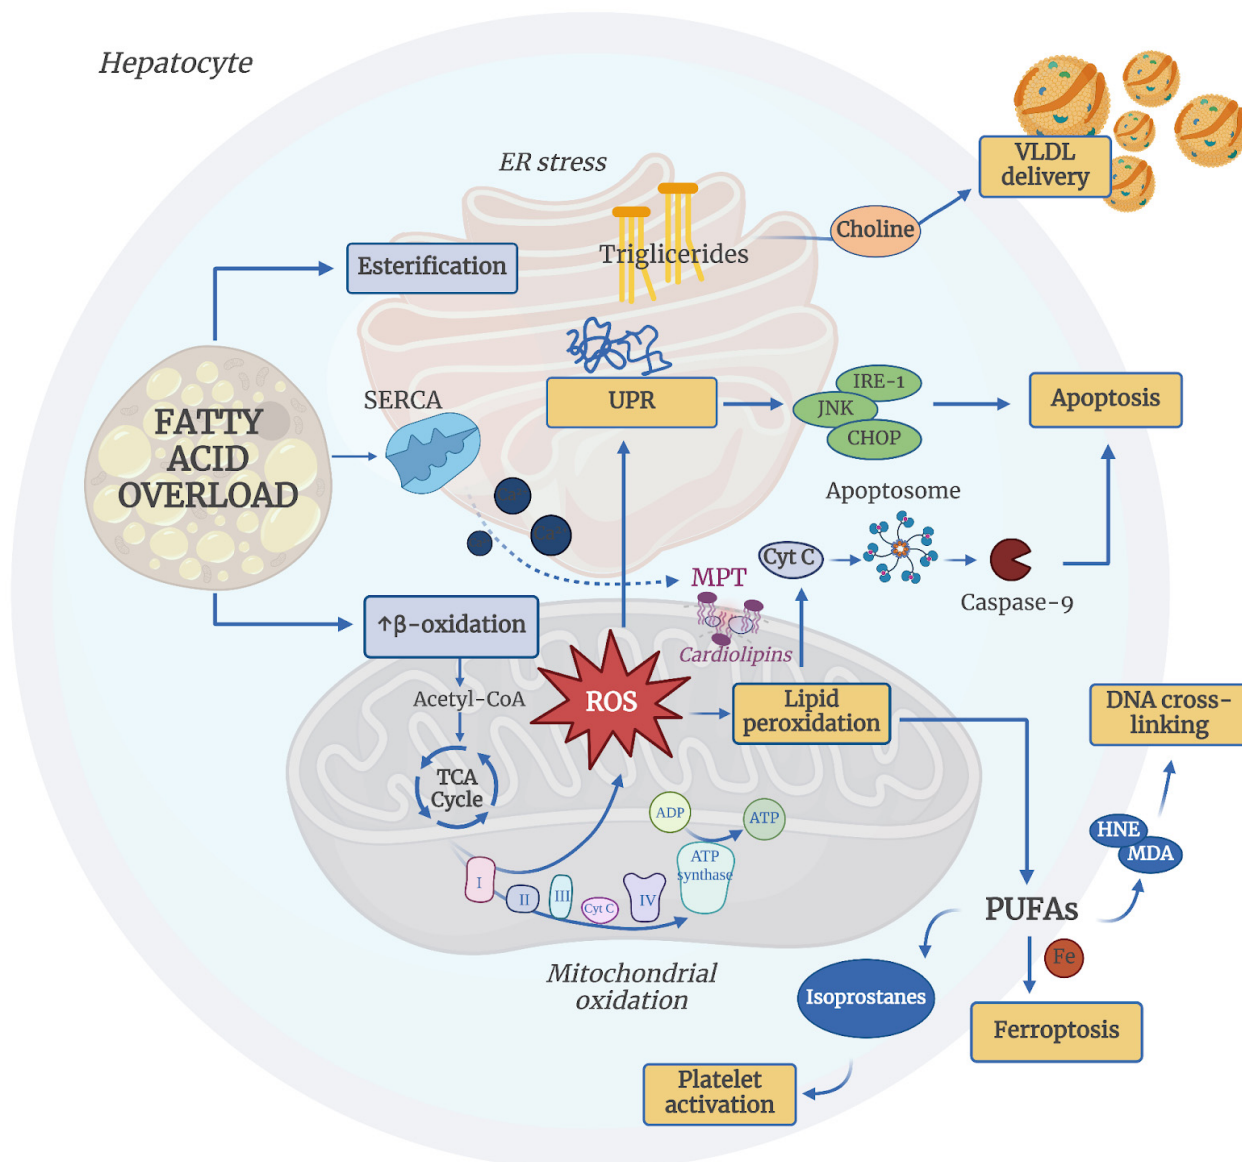 Hepatocyte
VLDL
delivery
ER stress
Choline
Triglicerides
Esterification
FATTY
ACID
OVERLOAD
SERCA
UPR
IRE-1
JNK
CHOP
Apoptosis
Apoptosome
Cyt C
Caspase-9
MPT
Cardiolipins
↑β-oxidation
Acetyl-CoA
TCA
Cycle
ROS
Lipid
peroxidation
DNA cross-
linking
ADP
ATP
ATP
synthase
I
II
III
Cyt C
IV
HNE
MDA
PUFAs
Fe
Mitochondrial
oxidation
Isoprostanes
Ferroptosis
Platelet
activation